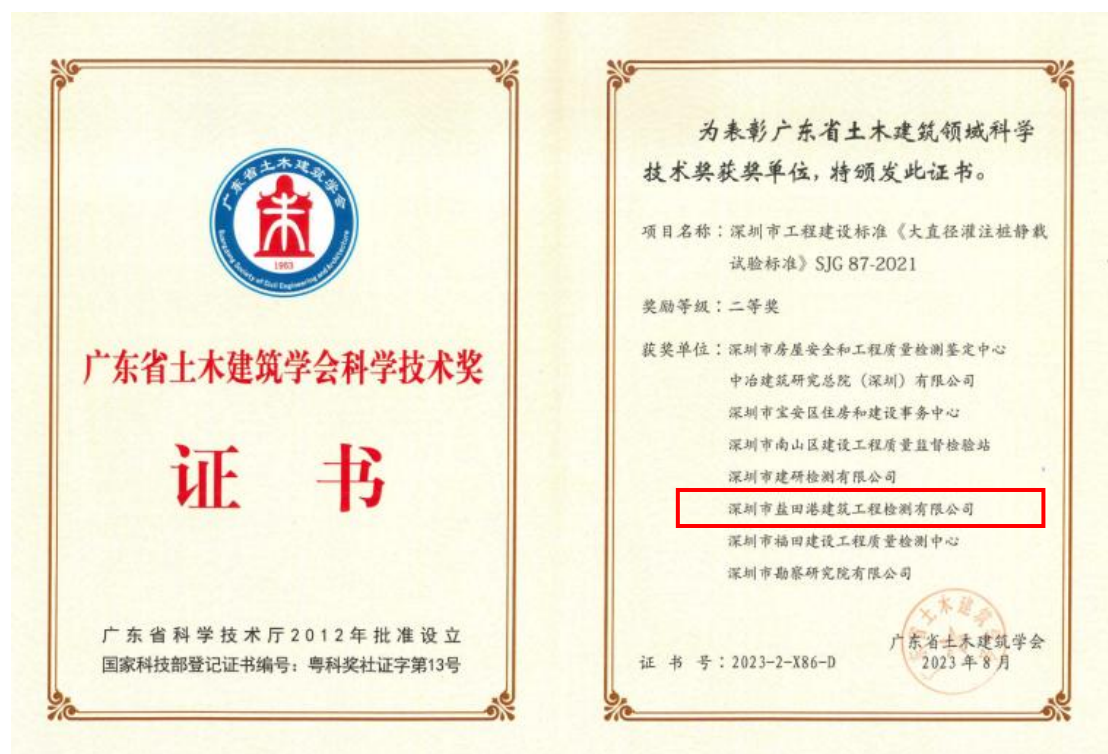 广东省土木建筑学会
1963
Guangdong Society of Civil Engineering and Architecture
广东省土木建筑学会科学技术奖
证 书
广东省科学技术厅2012年批准设立
国家科技部登记证书编号：粤科奖社证字第13号
为表彰广东省土木建筑领域科学
技术奖获奖单位，特颁发此证书。
项目名称：深圳市工程建设标准《大直径灌注桩静载
试验标准》SJG 87-2021
奖励等级：二等奖
获奖单位：深圳市房屋安全和工程质量检测鉴定中心
中冶建筑研究总院（深圳）有限公司
深圳市宝安区住房和建设事务中心
深圳市南山区建设工程质量监督检验站
深圳市建研检测有限公司
深圳市盐田港建筑工程检测有限公司
深圳市福田建设工程质量检测中心
深圳市勘察研究院有限公司
广东省土木建筑学会
证 书 号：2023-2-X86-D
2023年8月